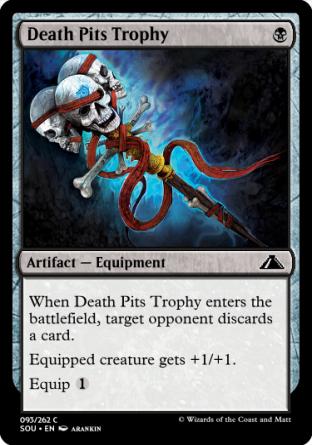 Death Pits Trophy
Artifact — Equipment
When Death Pits Trophy enters the
battlefield, target opponent discards
a card.
Equipped creature gets +1/+1.
Equip 1
093/262 C
SOU • EN ARANKIN
© Wizards of the Coast and Matt